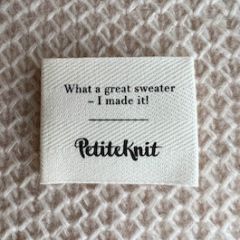 What a great sweater
– I made it!
PetiteKnit